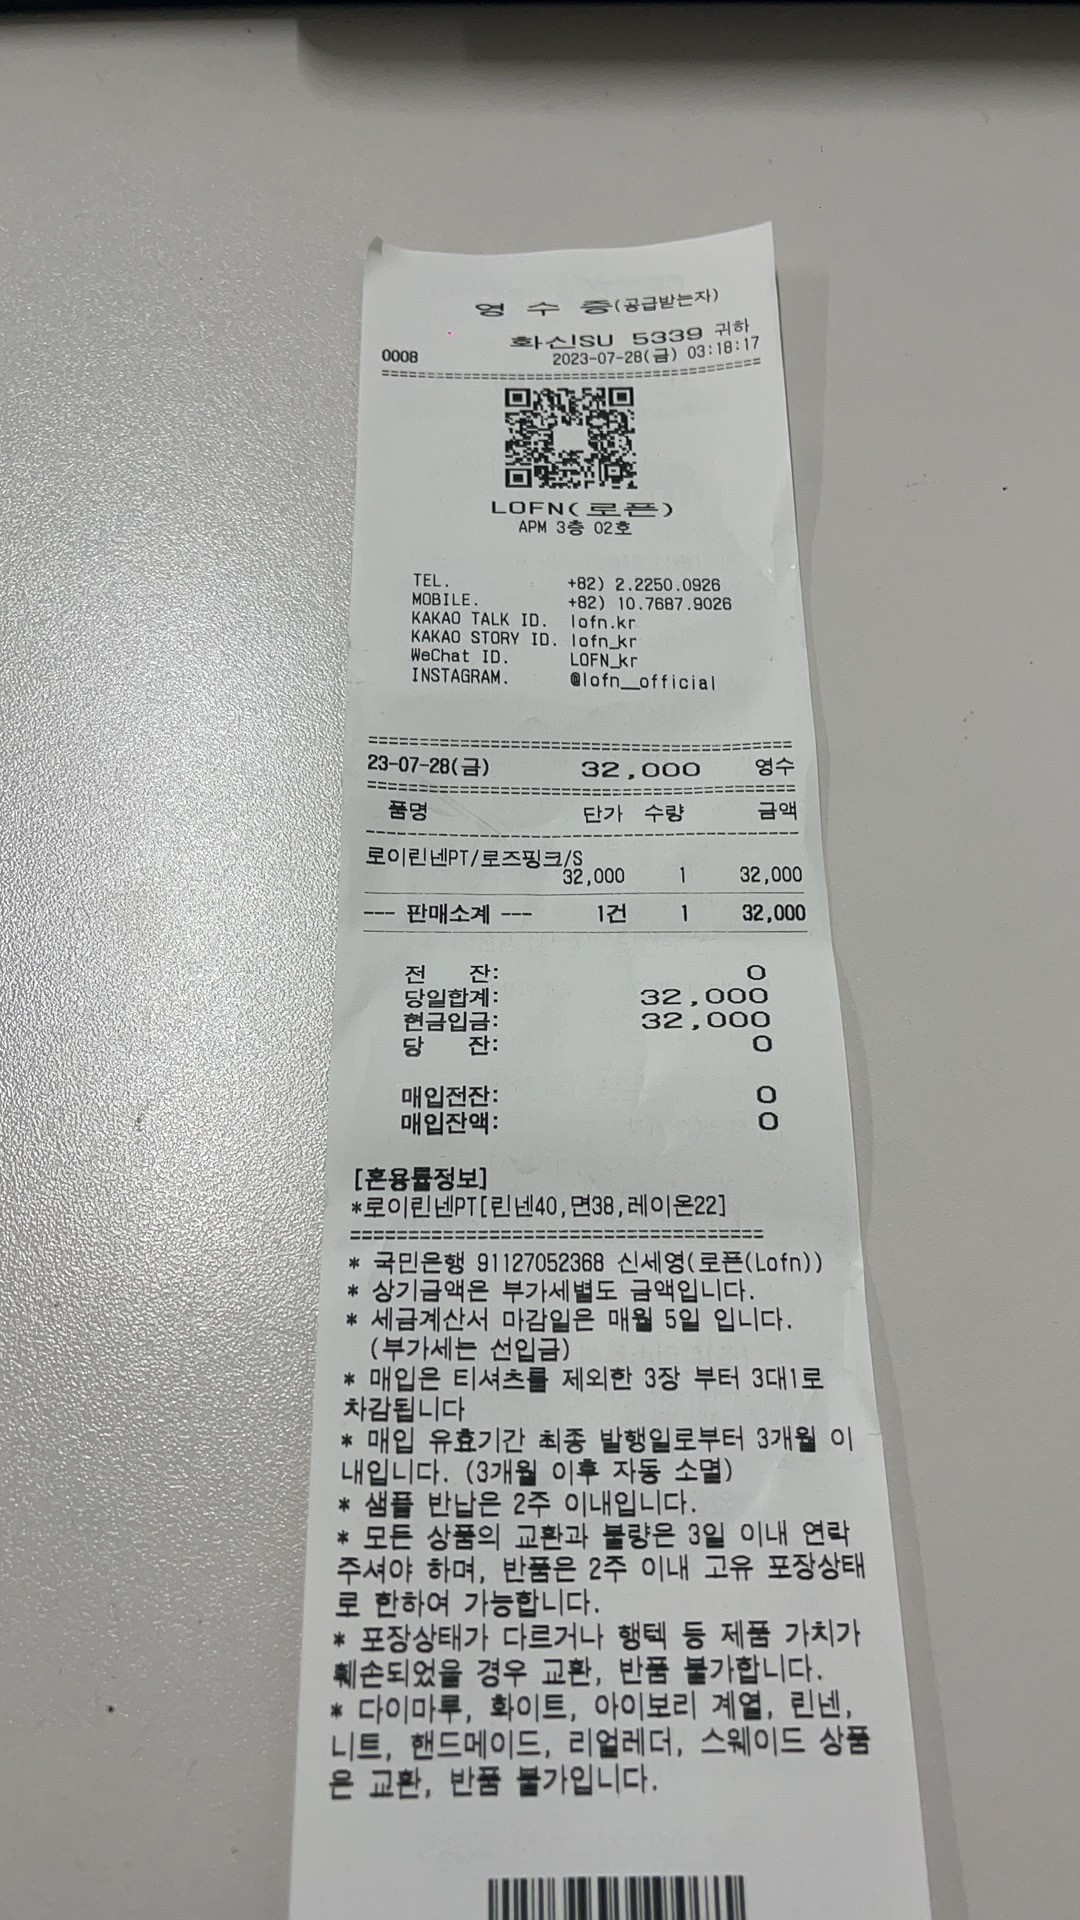 영 수 증(공급받는자)
화신SU 5339 귀하
0008 2023-07-28(금) 03:18:17
LOFN(로픈)
APM 3층 02호
TEL. +82) 2.2250.0926
MOBILE. +82) 10.7687.9026
KAKAO TALK ID. lofn.kr
KAKAO STORY ID. lofn_kr
WeChat ID. LOFN_kr
INSTAGRAM. @lofn__official
23-07-28(금) 32,000 영수
품명 단가 수량 금액
로이린넨PT/로즈핑크/S
32,000 1 32,000
--- 판매소계 --- 1건 1 32,000
전 잔: 0
당일합계: 32,000
현금입금: 32,000
당 잔: 0
매입전잔: 0
매입잔액: 0
[혼용률정보]
*로이린넨PT[린넨40,면38,레이온22]
* 국민은행 91127052368 신세영(로픈(Lofn))
* 상기금액은 부가세별도 금액입니다.
* 세금계산서 마감일은 매월 5일 입니다.
(부가세는 선입금)
* 매입은 티셔츠를 제외한 3장 부터 3대1로
차감됩니다
* 매입 유효기간 최종 발행일로부터 3개월 이
내입니다. (3개월 이후 자동 소멸)
* 샘플 반납은 2주 이내입니다.
* 모든 상품의 교환과 불량은 3일 이내 연락
주셔야 하며, 반품은 2주 이내 고유 포장상태
로 한하여 가능합니다.
* 포장상태가 다르거나 행텍 등 제품 가치가
훼손되었을 경우 교환, 반품 불가합니다.
* 다이마루, 화이트, 아이보리 계열, 린넨,
니트, 핸드메이드, 리얼레더, 스웨이드 상품
은 교환, 반품 불가입니다.